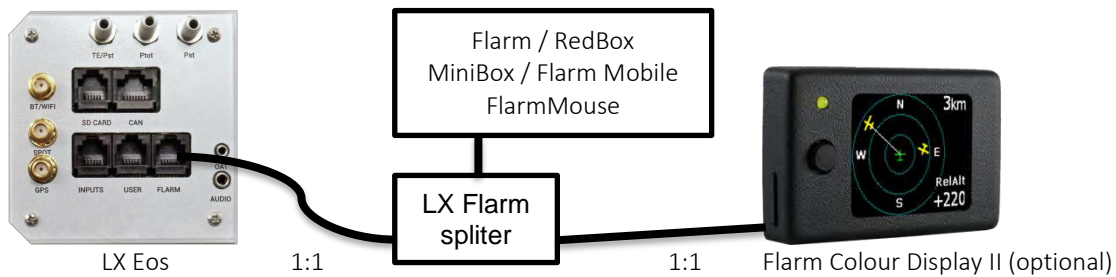 TE/Pst Ptot Pst
BT/WIFI
SD CARD CAN
SPOT
GPS INPUTS USER FLARM
OAT
AUDIO
LX Eos
1:1
Flarm / RedBox
MiniBox / Flarm Mobile
FlarmMouse
LX Flarm
spliter
1:1
N 3km
W E
RelAlt
S +220
Flarm Colour Display II (optional)